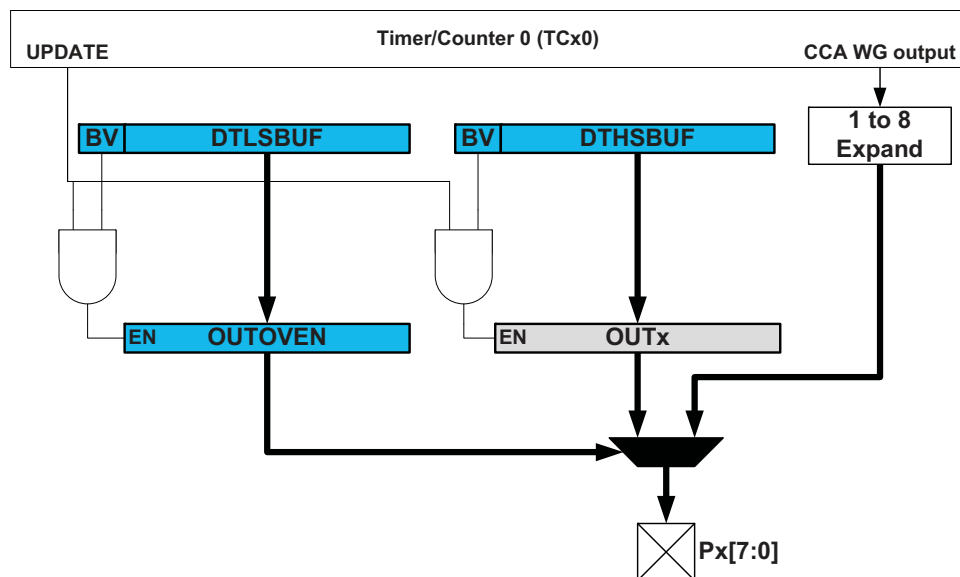 Timer/Counter 0 (TCx0)
UPDATE
CCA WG output
BV
DTLSBUF
BV
DTHSBUF
1 to 8
Expand
EN
OUTOVEN
EN
OUTx
Px[7:0]